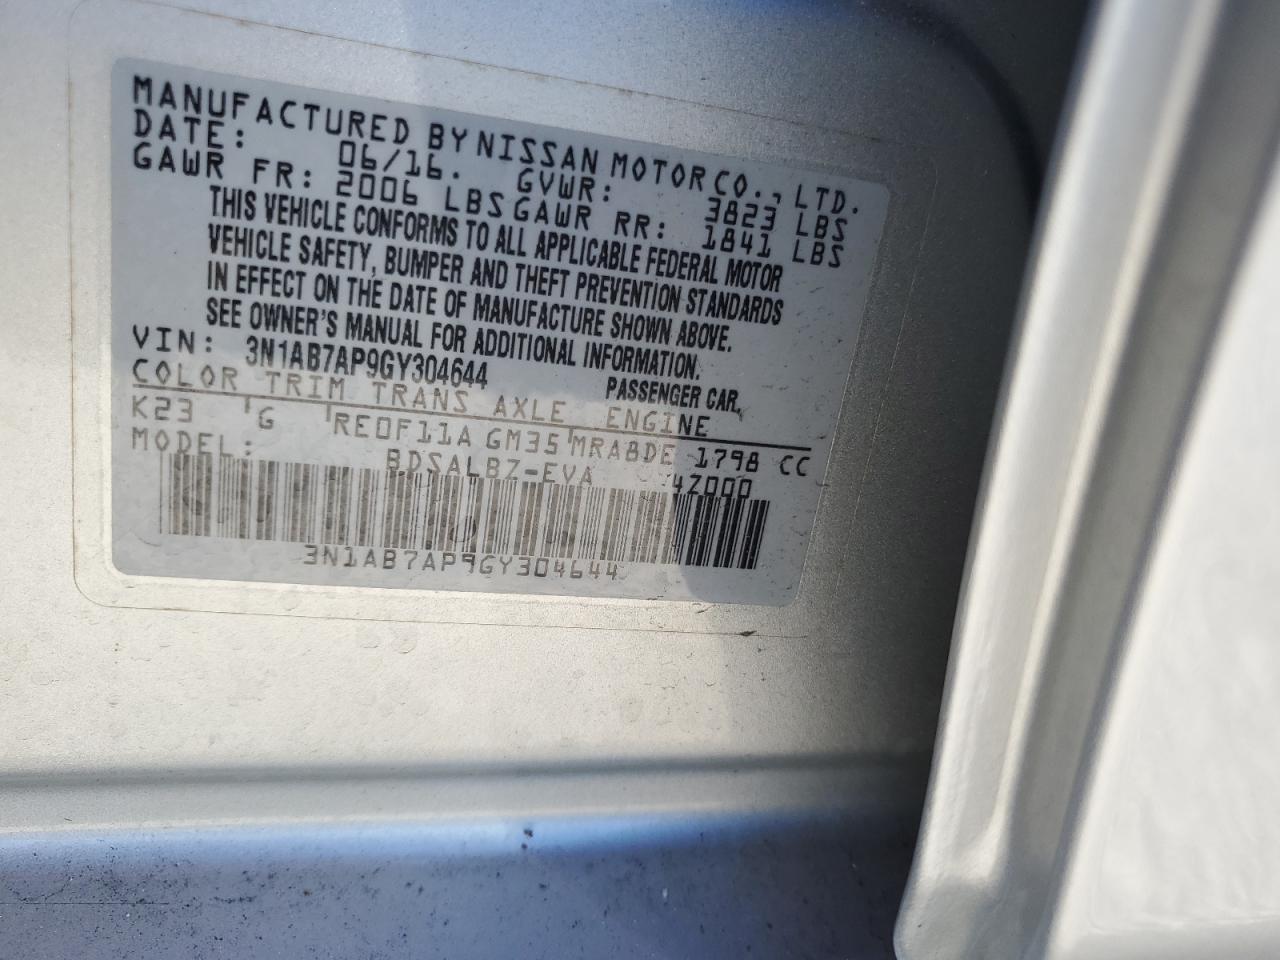 MANUFACTURED BY NISSAN MOTOR CO., LTD.
DATE: 06/16. GVWR: 3823 LBS
GAWR FR: 2006 LBS GAWR RR: 1841 LBS
THIS VEHICLE CONFORMS TO ALL APPLICABLE FEDERAL MOTOR
VEHICLE SAFETY, BUMPER AND THEFT PREVENTION STANDARDS
IN EFFECT ON THE DATE OF MANUFACTURE SHOWN ABOVE.
SEE OWNER'S MANUAL FOR ADDITIONAL INFORMATION.
VIN: 3N1AB7AP9GY304644 PASSENGER CAR.
COLOR TRIM TRANS AXLE ENGINE
K23 G RE0F11A GM35 MRA8DE 1798 CC
MODEL: BDSALBZ-EVA 4Z000
3N1AB7AP9GY304644